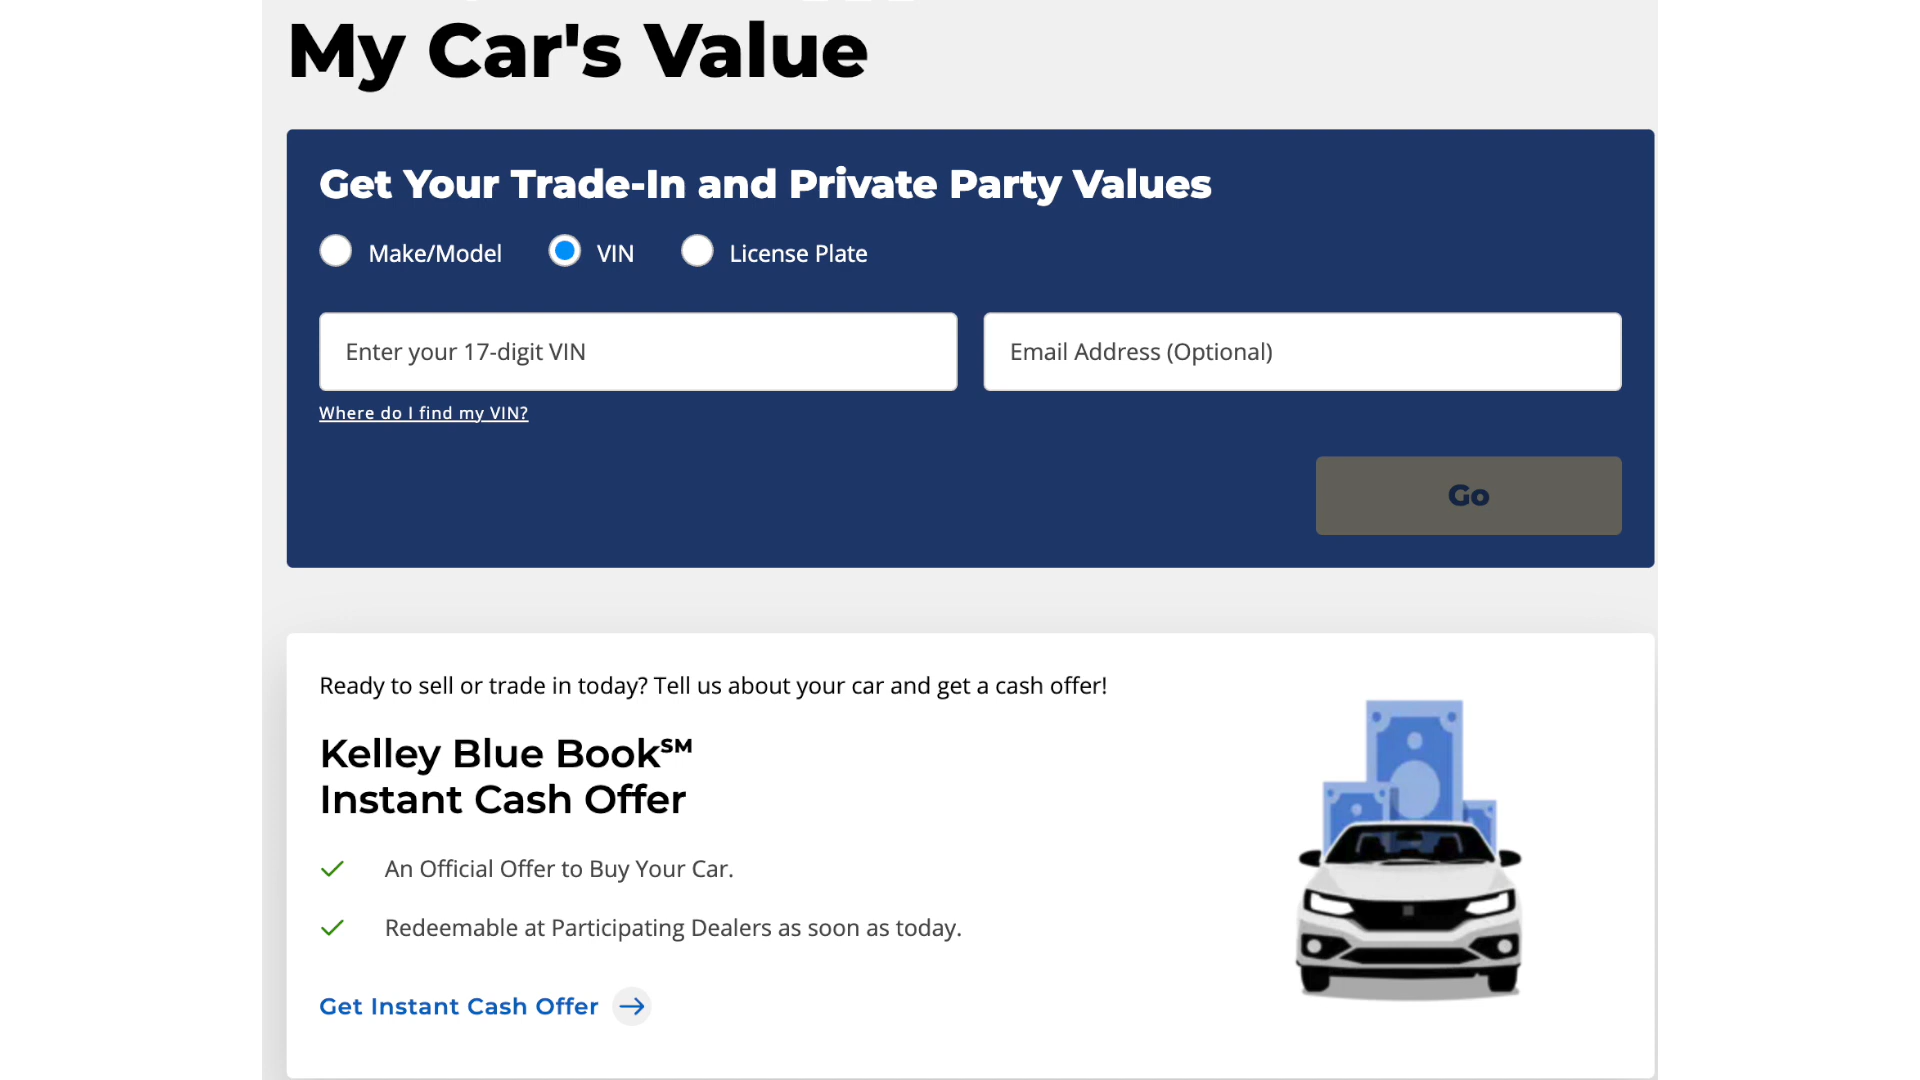 My Car's Value
Get Your Trade-In and Private Party Values
Make/Model
VIN
License Plate
Enter your 17-digit VIN
Email Address (Optional)
Where do I find my VIN?
Go
Ready to sell or trade in today? Tell us about your car and get a cash offer!
Kelley Blue Book℠
Instant Cash Offer
An Official Offer to Buy Your Car.
Redeemable at Participating Dealers as soon as today.
Get Instant Cash Offer